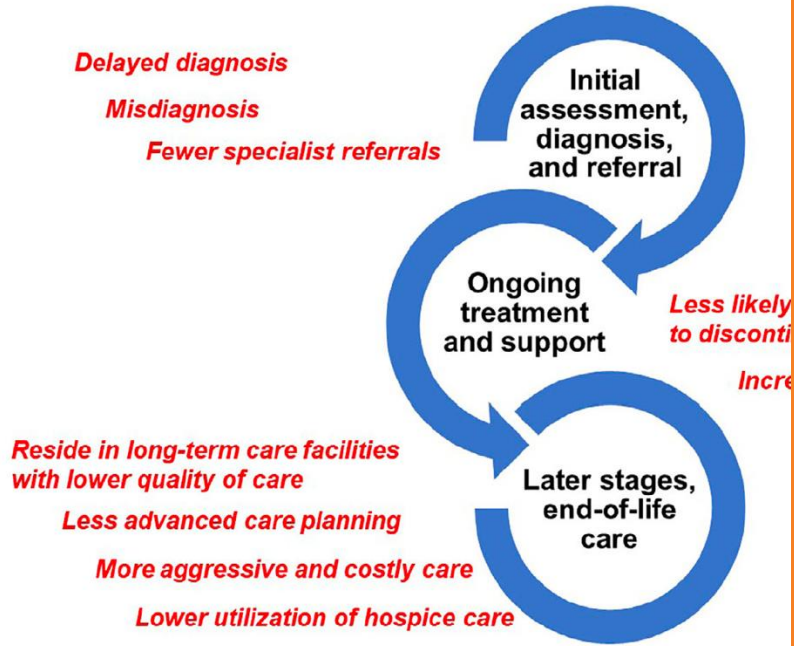 Delayed diagnosis
Misdiagnosis
Fewer specialist referrals
Initial
assessment,
diagnosis,
and referral
Ongoing
treatment
and support
Less likely
to disconti
Incre
Reside in long-term care facilities
with lower quality of care
Less advanced care planning
More aggressive and costly care
Lower utilization of hospice care
Later stages,
end-of-life
care